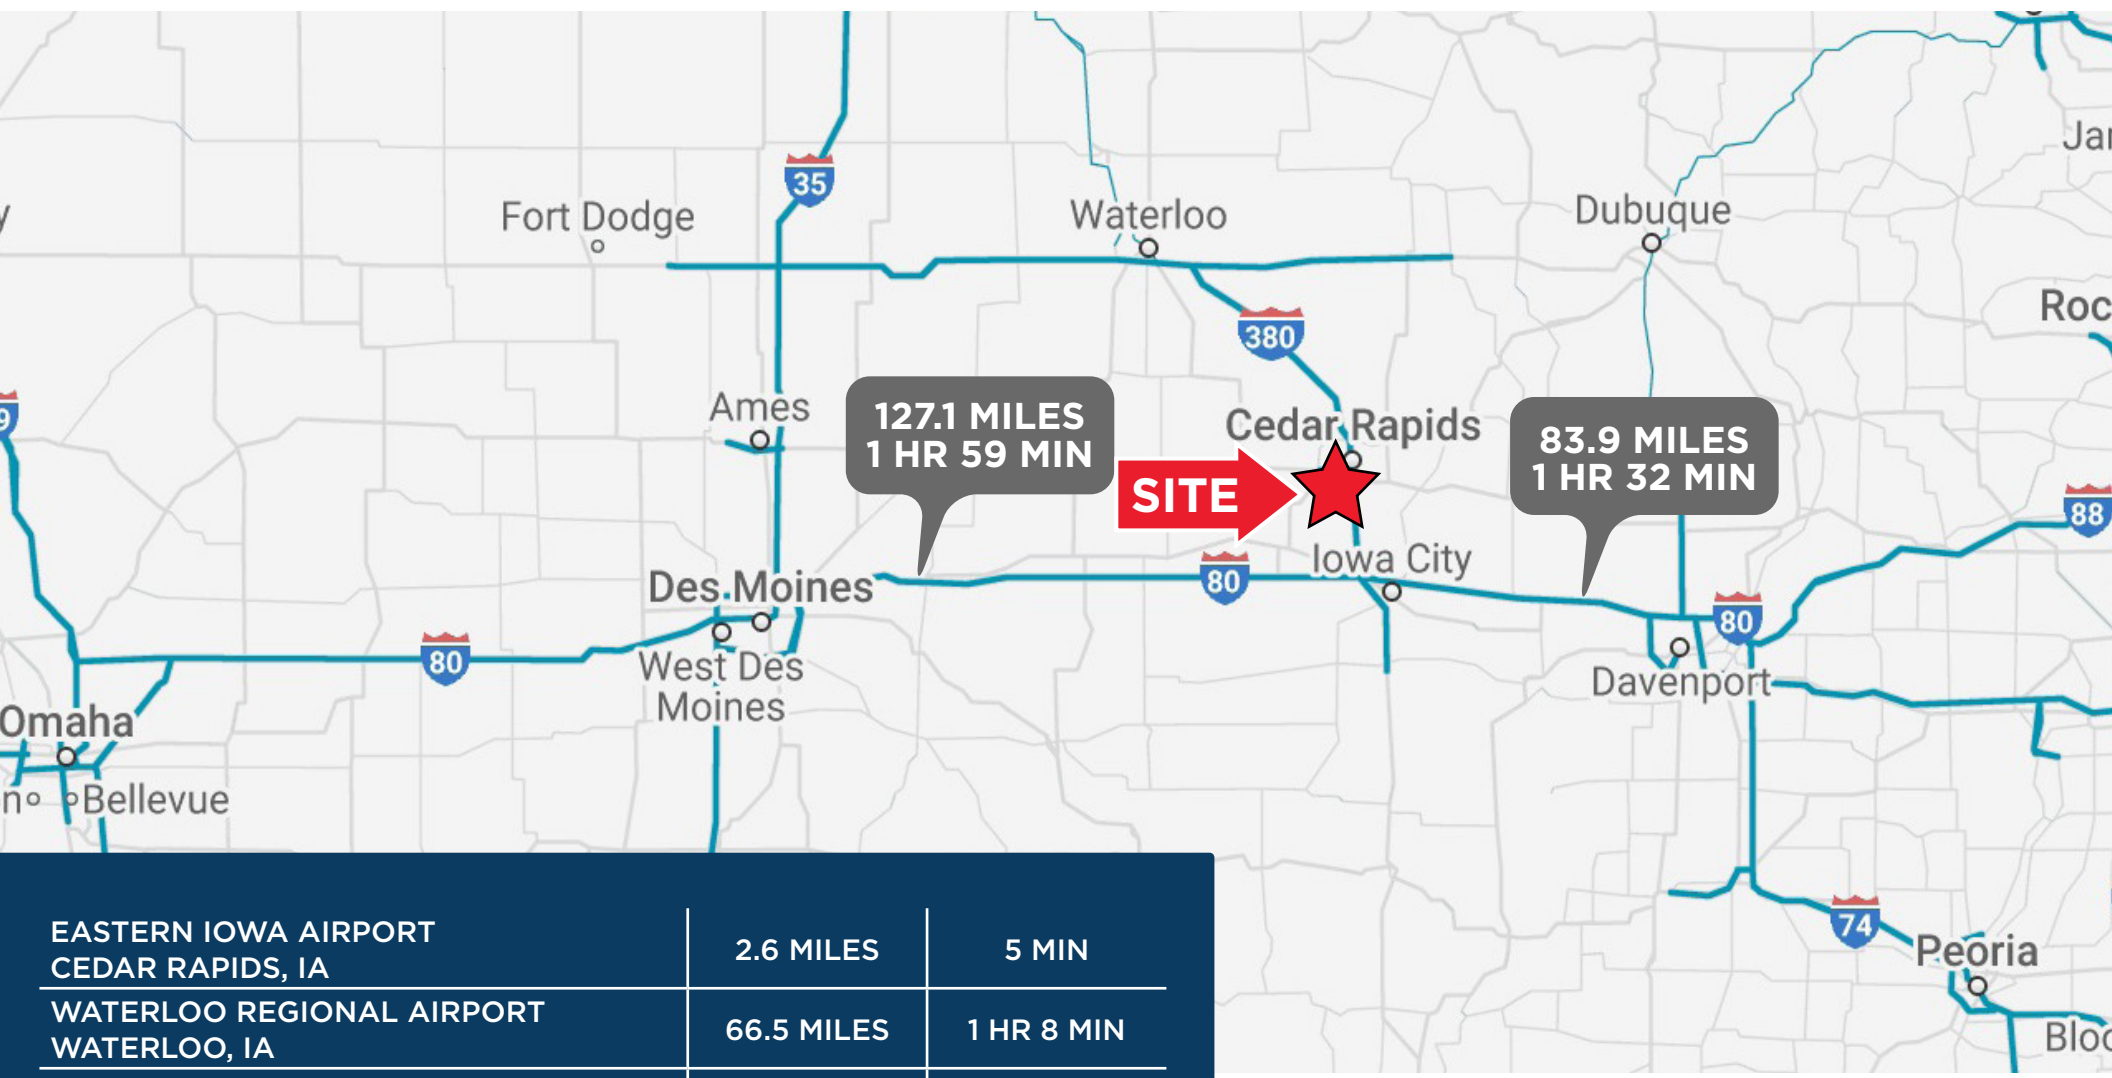 35
Fort Dodge
Waterloo
Dubuque
380
Ames
127.1 MILES
1 HR 59 MIN
Cedar Rapids
83.9 MILES
1 HR 32 MIN
SITE
88
Iowa City
80
Des Moines
80
80
West Des
Moines
Davenport
Omaha
Bellevue
74
Peoria
EASTERN IOWA AIRPORT
CEDAR RAPIDS, IA
2.6 MILES
5 MIN
WATERLOO REGIONAL AIRPORT
WATERLOO, IA
66.5 MILES
1 HR 8 MIN